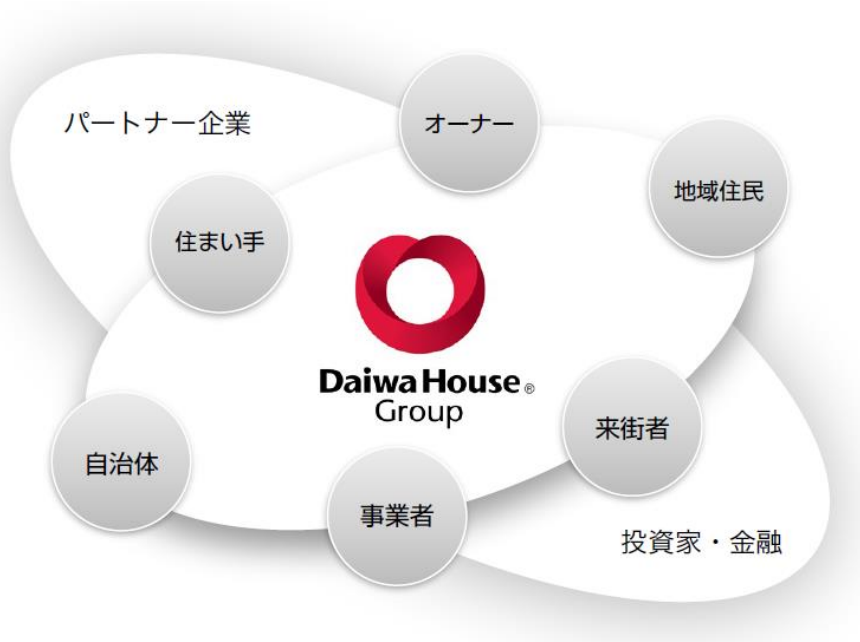 パートナー企業
オーナー
地域住民
住まい手
Daiwa House®
Group
来街者
自治体
事業者
投資家・金融